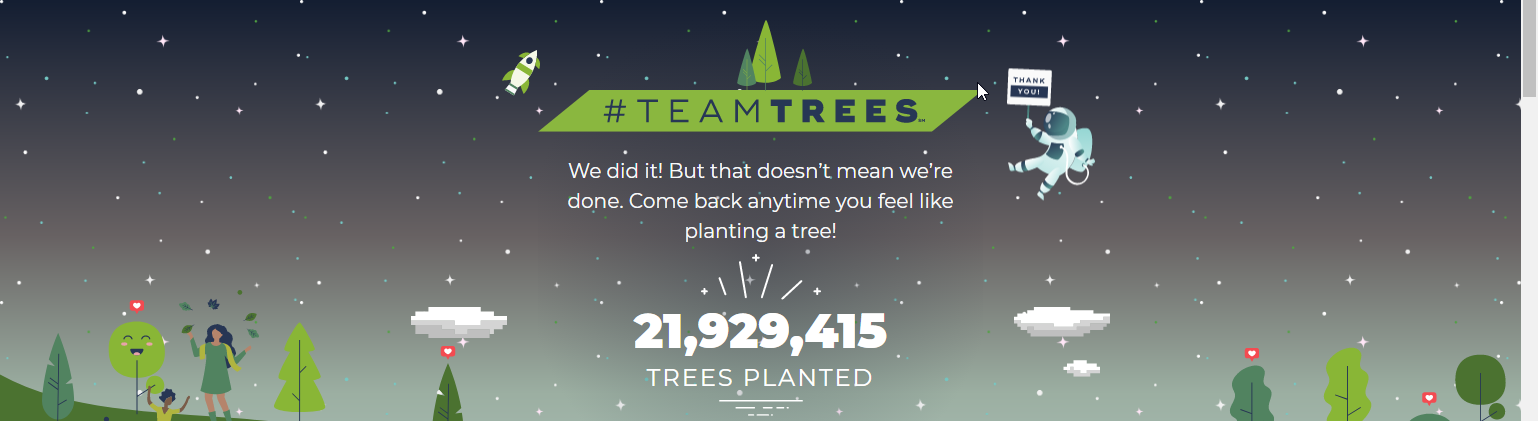 THANK
YOU!
#TEAMTREES
We did it! But that doesn't mean we're
done. Come back anytime you feel like
planting a tree!
21,929,415
TREES PLANTED